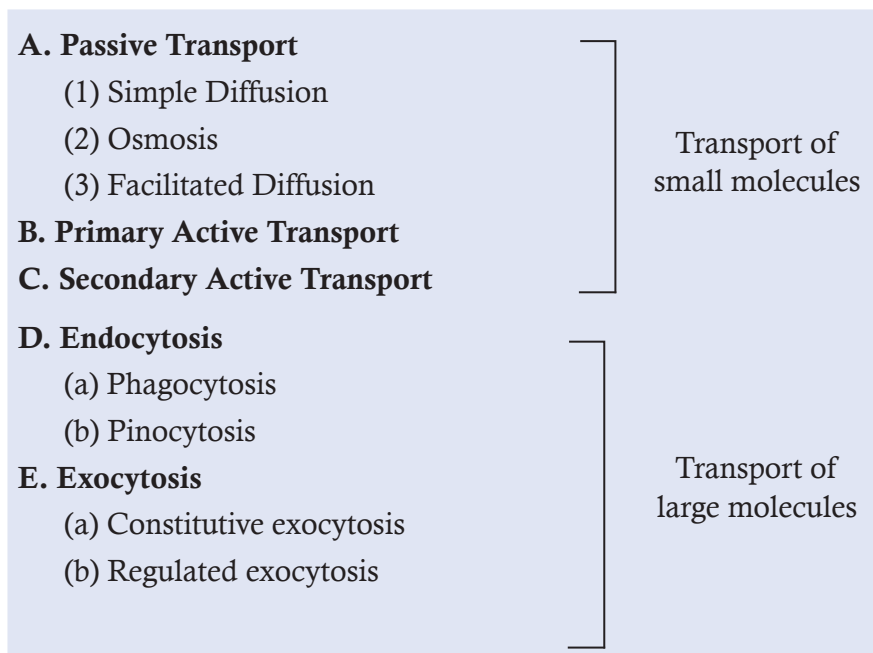 A. Passive Transport
(1) Simple Diffusion
(2) Osmosis
(3) Facilitated Diffusion
B. Primary Active Transport
C. Secondary Active Transport
Transport of
small molecules
D. Endocytosis
(a) Phagocytosis
(b) Pinocytosis
E. Exocytosis
(a) Constitutive exocytosis
(b) Regulated exocytosis
Transport of
large molecules